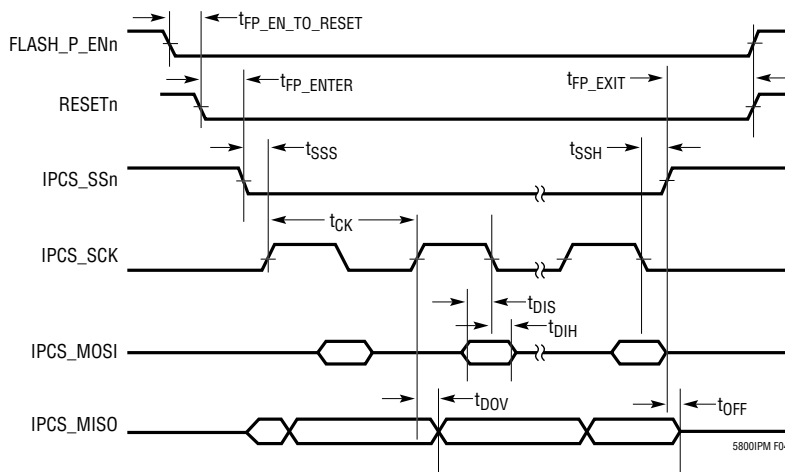 FLASH_P_ENn
tFP_EN_TO_RESET
RESETn
tFP_ENTER
tFP_EXIT
IPCS_SSn
tSSS
tSSH
IPCS_SCK
tCK
IPCS_MOSI
tDIS
tDIH
IPCS_MISO
tDOV
tOFF
5800IPM F04